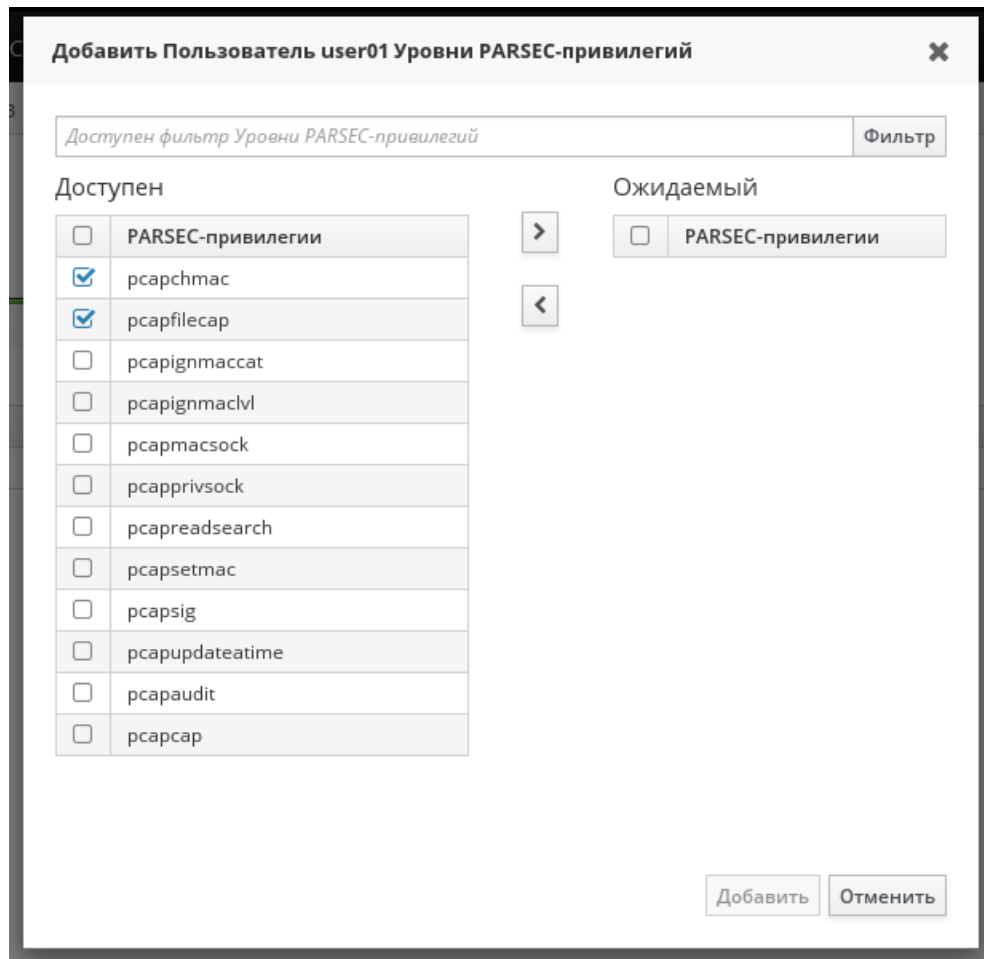 Добавить Пользователь user01 Уровни PARSEC-привилегий
Доступен фильтр Уровни PARSEC-привилегий
Фильтр
Доступен
PARSEC-привилегии
pcapchmac
pcapfilecap
pcapignmaccat
pcapignmaclvl
pcapmacsock
pcapprivsock
pcapreadsearch
pcapsetmac
pcapsig
pcapupdateatime
pcapaudit
pcapcap
Ожидаемый
PARSEC-привилегии
Добавить
Отменить